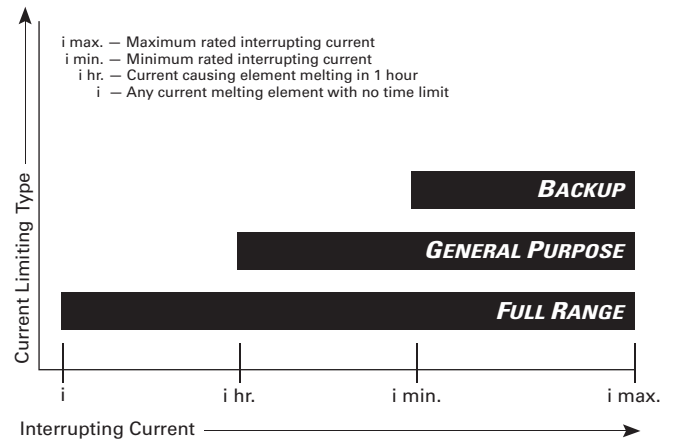 i max. — Maximum rated interrupting current
i min. — Minimum rated interrupting current
i hr. — Current causing element melting in 1 hour
i — Any current melting element with no time limit
Current Limiting Type
BACKUP
GENERAL PURPOSE
FULL RANGE
i i hr. i min. i max.
Interrupting Current